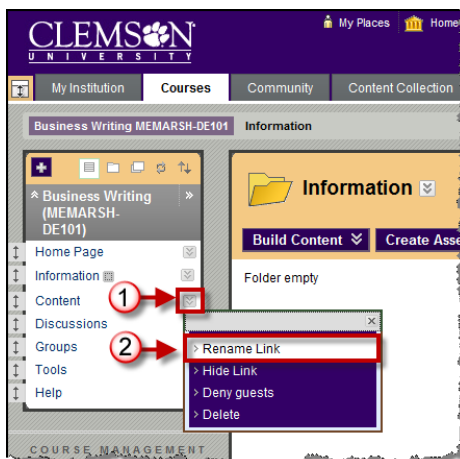 CLEMSON
UNIVERSITY
My Places Home
My Institution Courses Community Content Collection
Business Writing MEMARSH-DE101 Information
Business Writing
(MEMARSH-
DE101)
Home Page
Information
Content
Discussions
Groups
Tools
Help
COURSE MANAGEMENT
Information
Build Content Create Asse
Folder empty
1
2
> Rename Link
> Hide Link
> Deny guests
> Delete